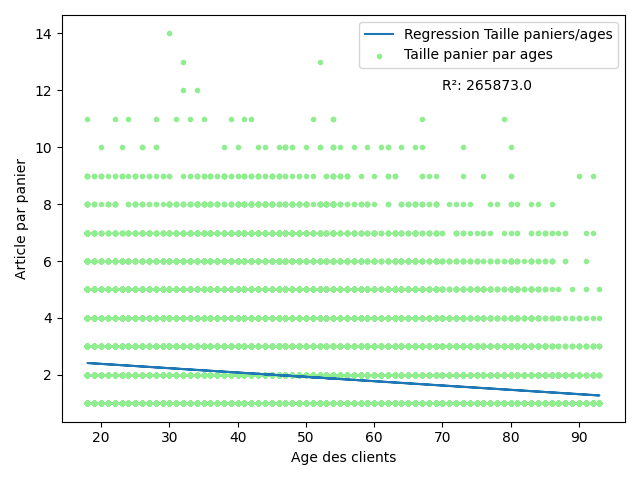 Regression Taille paniers/ages
Taille panier par ages
R²: 265873.0
14
12
10
8
6
4
2
Article par panier
20 30 40 50 60 70 80 90
Age des clients